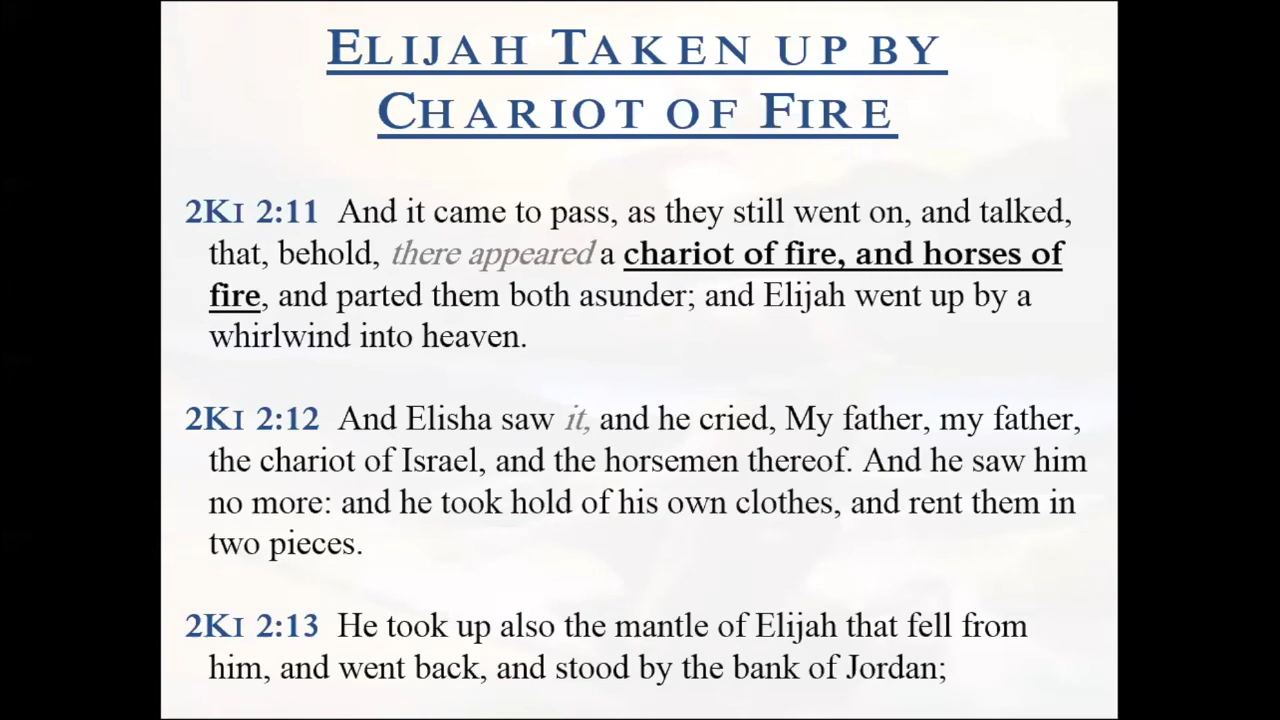 ELIJAH TAKEN UP BY
CHARIOT OF FIRE
2KI 2:11 And it came to pass, as they still went on, and talked,
that, behold, there appeared a chariot of fire, and horses of
fire, and parted them both asunder; and Elijah went up by a
whirlwind into heaven.
2KI 2:12 And Elisha saw it, and he cried, My father, my father,
the chariot of Israel, and the horsemen thereof. And he saw him
no more: and he took hold of his own clothes, and rent them in
two pieces.
2KI 2:13 He took up also the mantle of Elijah that fell from
him, and went back, and stood by the bank of Jordan;